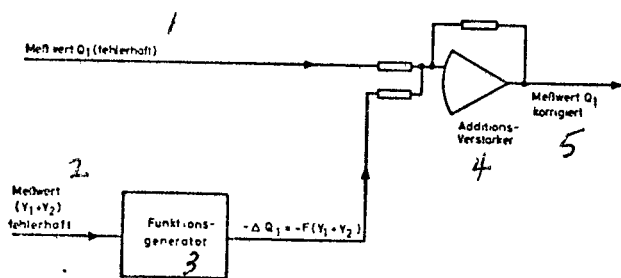 1
Meßwert Q₁ (fehlerhaft)
Meßwert Q₁
korrigiert
5
Additions-
Verstärker
4
2
Meßwert
(Y₁+Y₂)
fehlerhaft)
Funktions-
generator
3
-Δ Q₁ = -F(Y₁+Y₂)